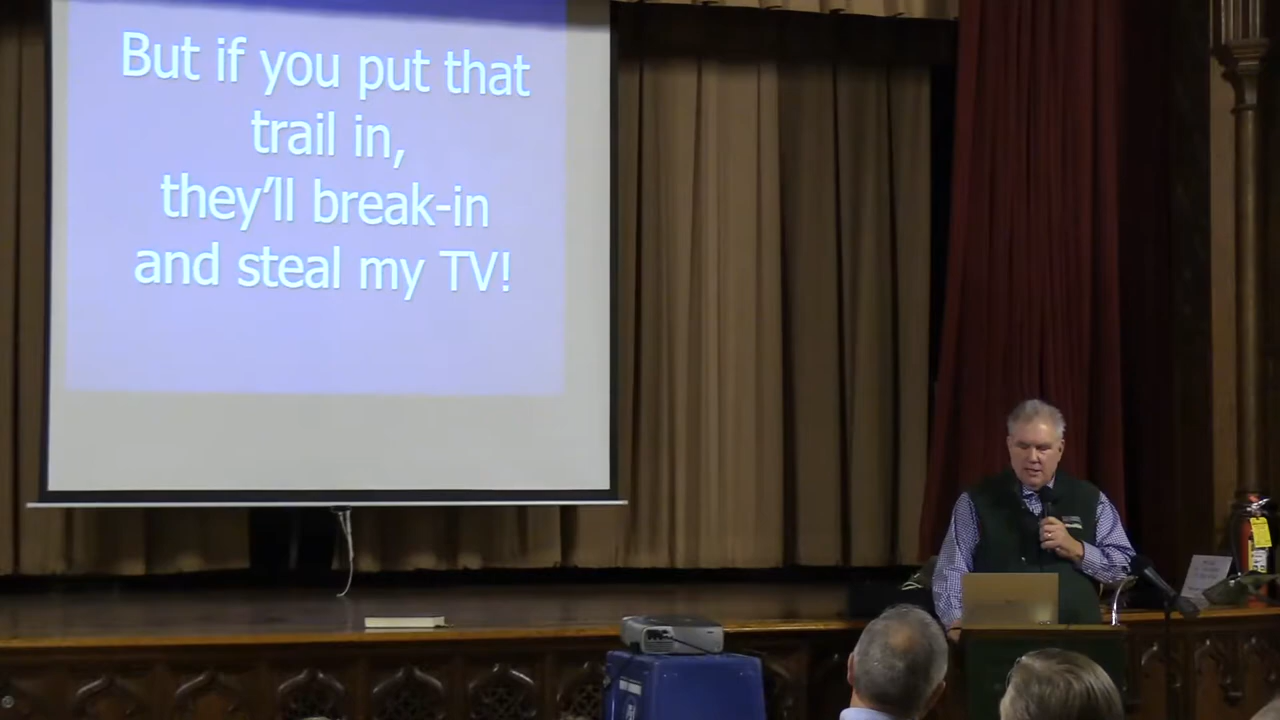 But if you put that
trail in,
they'll break-in
and steal my TV!